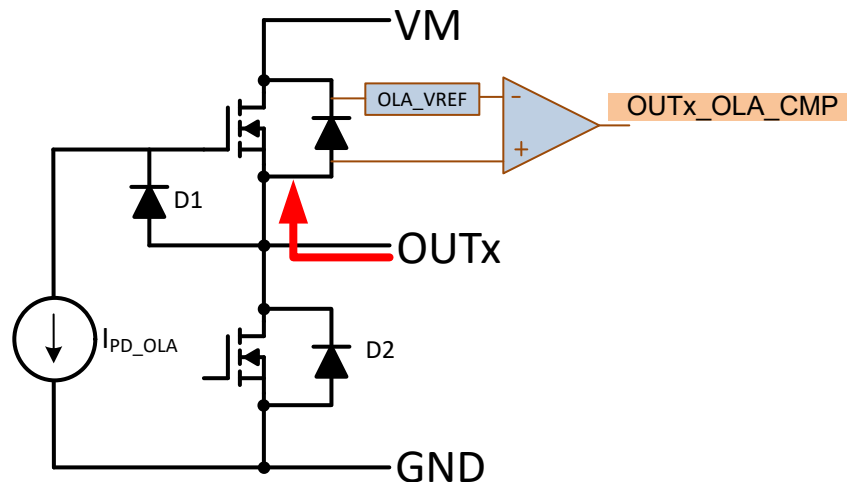 VM
OLA_VREF
-
OUTx_OLA_CMP
+
D1
OUTx
IPD_OLA
D2
GND